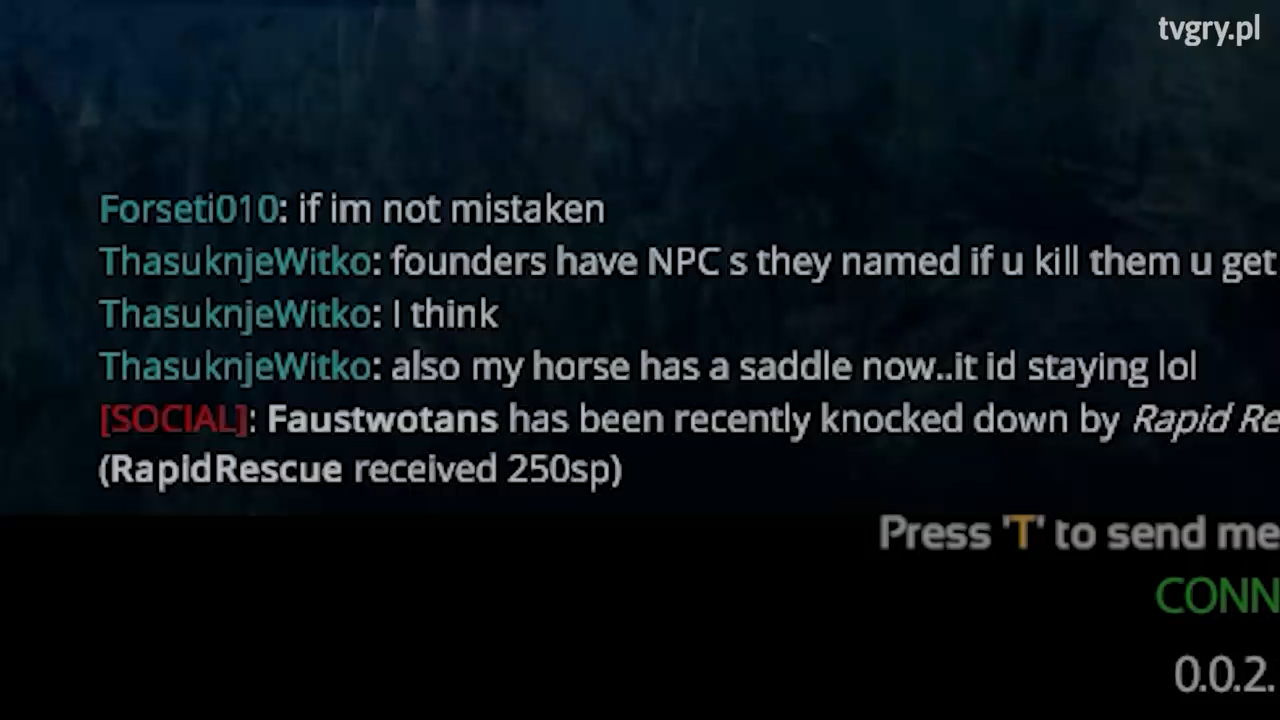 tvgry.pl
Forseti010: if im not mistaken
ThasuknjeWitko: founders have NPC s they named if u kill them u get
ThasuknjeWitko: I think
ThasuknjeWitko: also my horse has a saddle now..it id staying lol
[SOCIAL]: Faustwotans has been recently knocked down by Rapid Re
(RapidRescue received 250sp)
Press 'T' to send me
CONN
0.0.2.